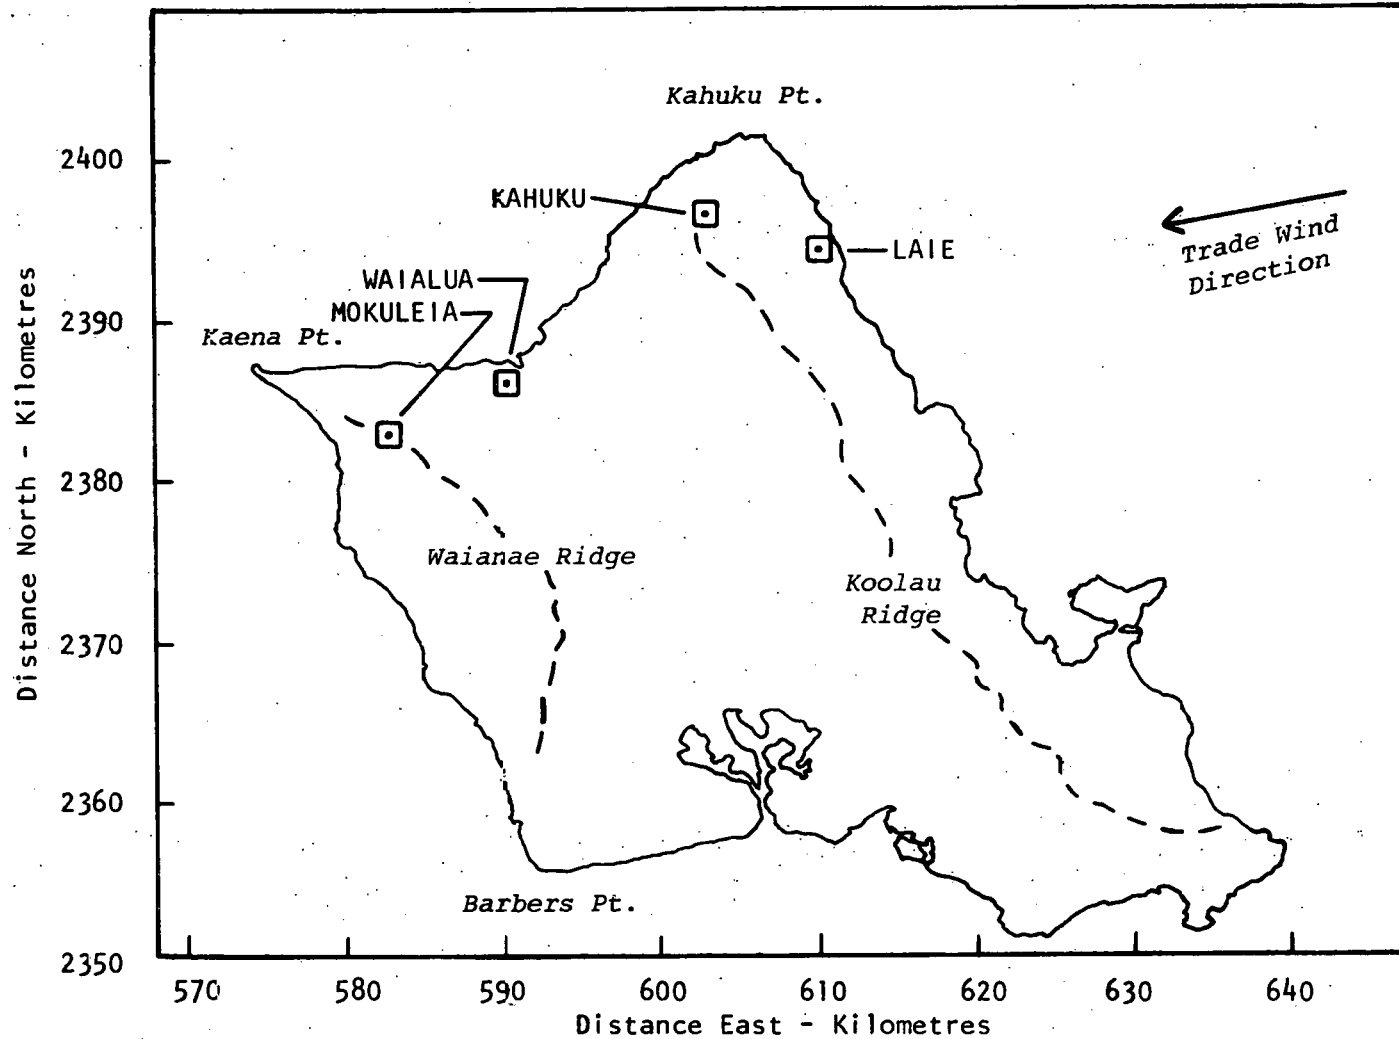 Kahuku Pt.
2400
KAHUKU
LAIE
Trade Wind
Direction
WAIALUA
MOKULEIA
2390
Kaena Pt.
Distance North - Kilometres
2380
Waianae Ridge
Koolau
Ridge
2370
2360
Barbers Pt.
2350
570 580 590 600 610 620 630 640
Distance East - Kilometres